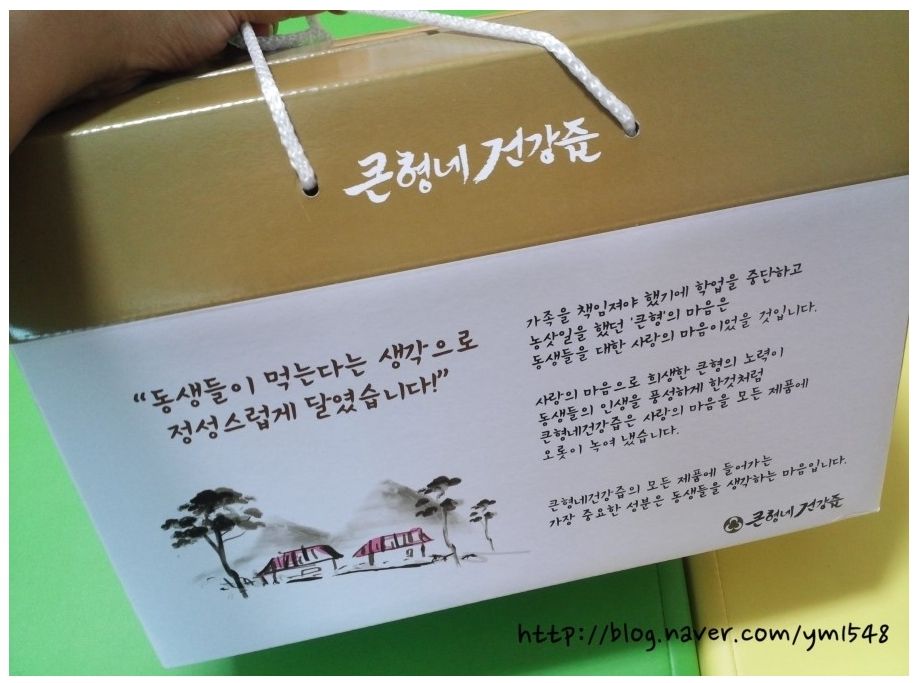 큰형네 건강즙
"동생들이 먹는다는 생각으로
정성스럽게 달였습니다!"
가족을 책임져야 했기에 학업을 중단하고
농삿일을 했던 '큰형'의 마음은
동생들을 대한 사랑의 마음이었을 것입니다.
사랑의 마음으로 희생한 큰형의 노력이
동생들의 인생을 풍성하게 한것처럼
큰형네건강즙은 사랑의 마음을 모든 제품에
오롯이 녹여 냈습니다.
큰형네건강즙의 모든 제품에 들어가는
가장 중요한 성분은 동생들을 생각하는 마음입니다.
큰형네 건강즙
http://blog.naver.com/yml548